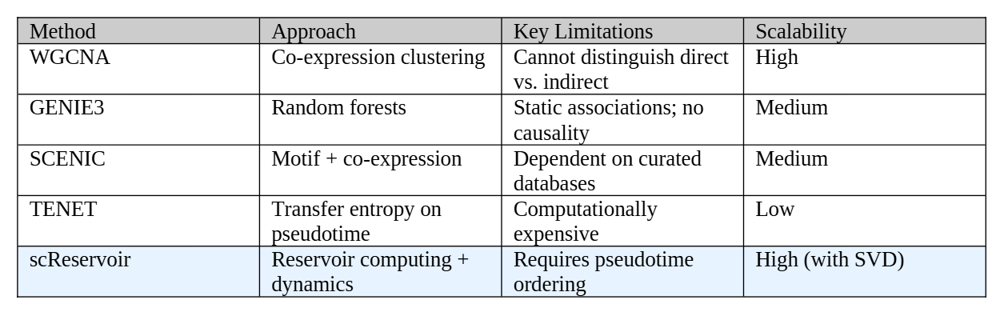 Method Approach Key Limitations Scalability
WGCNA Co-expression clustering Cannot distinguish direct High
vs. indirect
GENIE3 Random forests Static associations; no Medium
causality
SCENIC Motif + co-expression Dependent on curated Medium
databases
TENET Transfer entropy on Computationally Low
pseudotime expensive
scReservoir Reservoir computing + Requires pseudotime High (with SVD)
dynamics ordering